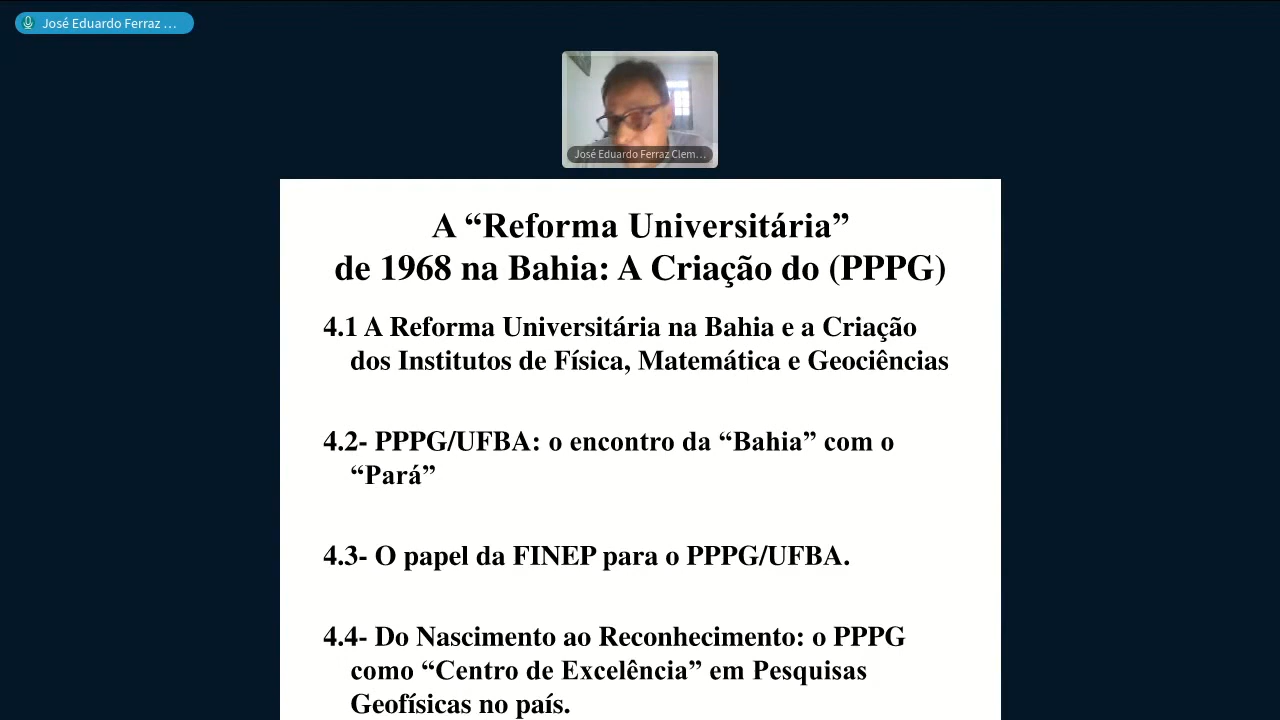 José Eduardo Ferraz ...
José Eduardo Ferraz Clem...
A “Reforma Universitária”
de 1968 na Bahia: A Criação do (PPPG)
4.1 A Reforma Universitária na Bahia e a Criação
dos Institutos de Física, Matemática e Geociências
4.2- PPPG/UFBA: o encontro da “Bahia” com o
“Pará”
4.3- O papel da FINEP para o PPPG/UFBA.
4.4- Do Nascimento ao Reconhecimento: o PPPG
como “Centro de Excelência” em Pesquisas
Geofísicas no país.